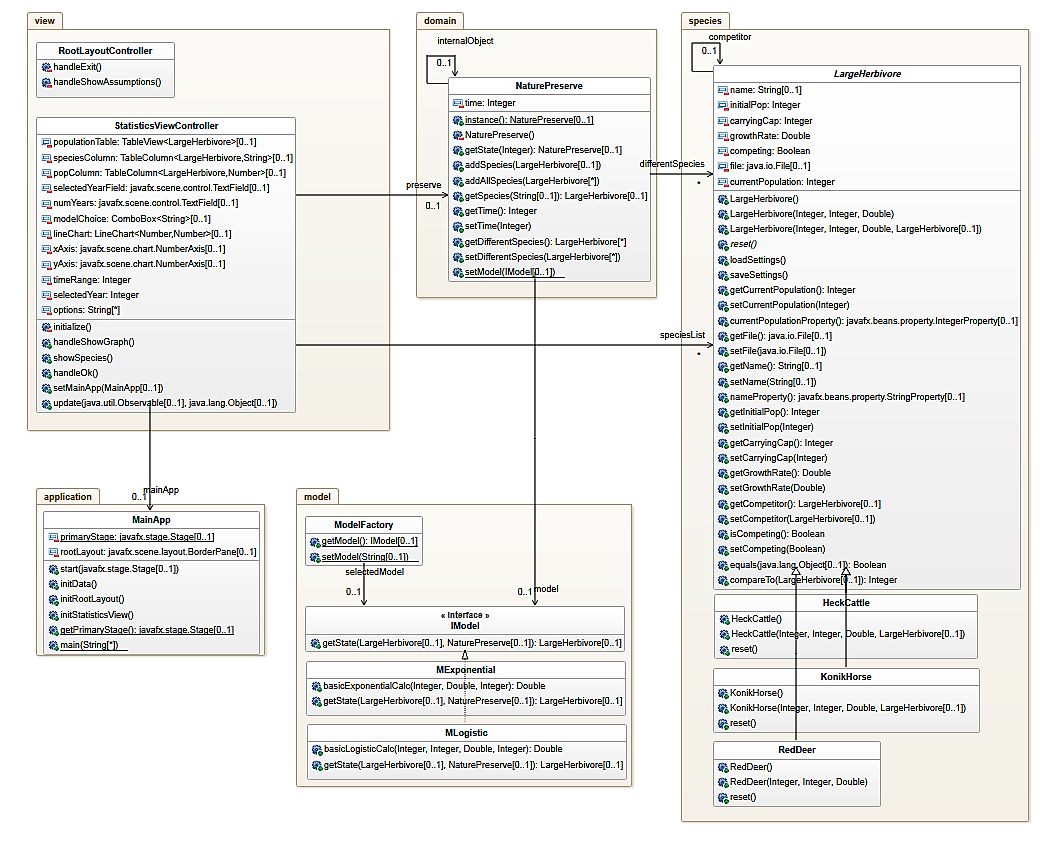 view
RootLayoutController
handleExit()
handleShowAssumptions()
StatisticsViewController
populationTable: TableView<LargeHerbivore>[0..1]
speciesColumn: TableColumn<LargeHerbivore,String>[0..1]
popColumn: TableColumn<LargeHerbivore,Number>[0..1]
selectedYearField: javafx.scene.control.TextField[0..1]
numYears: javafx.scene.control.TextField[0..1]
modelChoice: ComboBox<String>[0..1]
lineChart: LineChart<Number,Number>[0..1]
xAxis: javafx.scene.chart.NumberAxis[0..1]
yAxis: javafx.scene.chart.NumberAxis[0..1]
timeRange: Integer
selectedYear: Integer
options: String[*]
initialize()
handleShowGraph()
showSpecies()
handleOk()
setMainApp(MainApp[0..1])
update(java.util.Observable[0..1], java.lang.Object[0..1])
preserve
0..1
speciesList
*
mainApp
0..1
domain
internalObject
0..1
NaturePreserve
time: Integer
instance(): NaturePreserve[0..1]
NaturePreserve()
getState(Integer): NaturePreserve[0..1]
addSpecies(LargeHerbivore[0..1])
addAllSpecies(LargeHerbivore[*])
getSpecies(String[0..1]): LargeHerbivore[0..1]
getTime(): Integer
setTime(Integer)
getDifferentSpecies(): LargeHerbivore[*]
setDifferentSpecies(LargeHerbivore[*])
setModel(IModel[0..1])
differentSpecies
*
species
competitor
0..1
LargeHerbivore
name: String[0..1]
initialPop: Integer
carryingCap: Integer
growthRate: Double
competing: Boolean
file: java.io.File[0..1]
currentPopulation: Integer
LargeHerbivore()
LargeHerbivore(Integer, Integer, Double)
LargeHerbivore(Integer, Integer, Double, LargeHerbivore[0..1])
reset()
loadSettings()
saveSettings()
getCurrentPopulation(): Integer
setCurrentPopulation(Integer)
currentPopulationProperty(): javafx.beans.property.IntegerProperty[0..1]
getFile(): java.io.File[0..1]
setFile(java.io.File[0..1])
getName(): String[0..1]
setName(String[0..1])
nameProperty(): javafx.beans.property.StringProperty[0..1]
getInitialPop(): Integer
setInitialPop(Integer)
getCarryingCap(): Integer
setCarryingCap(Integer)
getGrowthRate(): Double
setGrowthRate(Double)
getCompetitor(): LargeHerbivore[0..1]
setCompetitor(LargeHerbivore[0..1])
isCompeting(): Boolean
setCompeting(Boolean)
equals(java.lang.Object[0..1]): Boolean
compareTo(LargeHerbivore[0..1]): Integer
HeckCattle
HeckCattle()
HeckCattle(Integer, Integer, Double, LargeHerbivore[0..1])
reset()
KonikHorse
KonikHorse()
KonikHorse(Integer, Integer, Double, LargeHerbivore[0..1])
reset()
RedDeer
RedDeer()
RedDeer(Integer, Integer, Double)
reset()
application
MainApp
primaryStage: javafx.stage.Stage[0..1]
rootLayout: javafx.scene.layout.BorderPane[0..1]
start(javafx.stage.Stage[0..1])
initData()
initRootLayout()
initStatisticsView()
getPrimaryStage(): javafx.stage.Stage[0..1]
main(String[*])
model
ModelFactory
getModel(): IModel[0..1]
setModel(String[0..1])
selectedModel
0..1
0..1
model
« Interface »
IModel
getState(LargeHerbivore[0..1], NaturePreserve[0..1]): LargeHerbivore[0..1]
MExponential
basicExponentialCalc(Integer, Double, Integer): Double
getState(LargeHerbivore[0..1], NaturePreserve[0..1]): LargeHerbivore[0..1]
MLogistic
basicLogisticCalc(Integer, Integer, Double, Integer): Double
getState(LargeHerbivore[0..1], NaturePreserve[0..1]): LargeHerbivore[0..1]